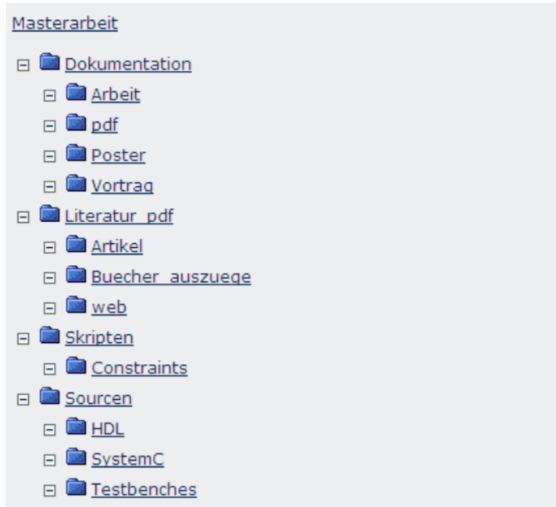 Masterarbeit
Dokumentation
Arbeit
pdf
Poster
Vortrag
Literatur_pdf
Artikel
Buecher_auszuege
web
Skripten
Constraints
Sourcen
HDL
SystemC
Testbenches